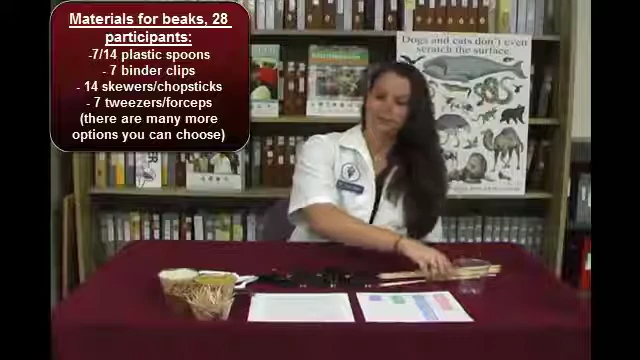 Materials for beaks, 28
participants:
-7/14 plastic spoons
- 7 binder clips
- 14 skewers/chopsticks
- 7 tweezers/forceps
(there are many more
options you can choose)
Dogs and cats don't even
scratch the surface.